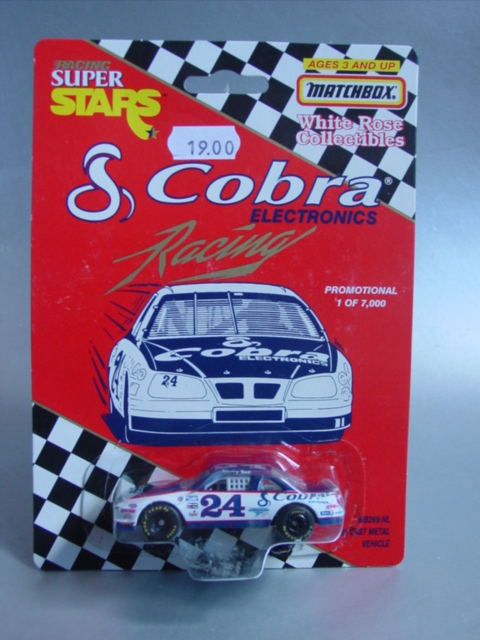 RACING
SUPER
STARS
AGES 3 AND UP
MATCHBOX®
White Rose
Collectibles
19.00
Cobra®
ELECTRONICS
Racing
PROMOTIONAL
1 OF 7,000
Cobra
ELECTRONICS
24
24
Cobra
DIE CAST METAL
VEHICLE